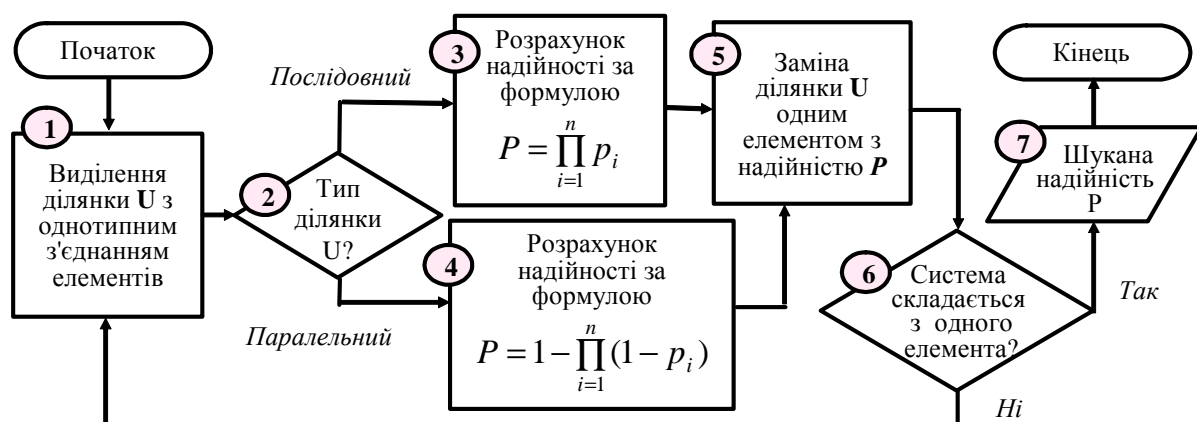 Початок
1
Виділення
ділянки U з
однотипним
з'єднанням
елементів
2
Тип
ділянки
U?
Послідовний
Паралельний
3
Розрахунок
надійності за
формулою
P = ∏_{i=1}^{n} p_i
4
Розрахунок
надійності за
формулою
P = 1 − ∏_{i=1}^{n} (1 − p_i)
5
Заміна
ділянки U
одним
елементом з
надійністю P
6
Система
складається
з одного
елемента?
Так
Ні
7
Шукана
надійність
P
Кінець